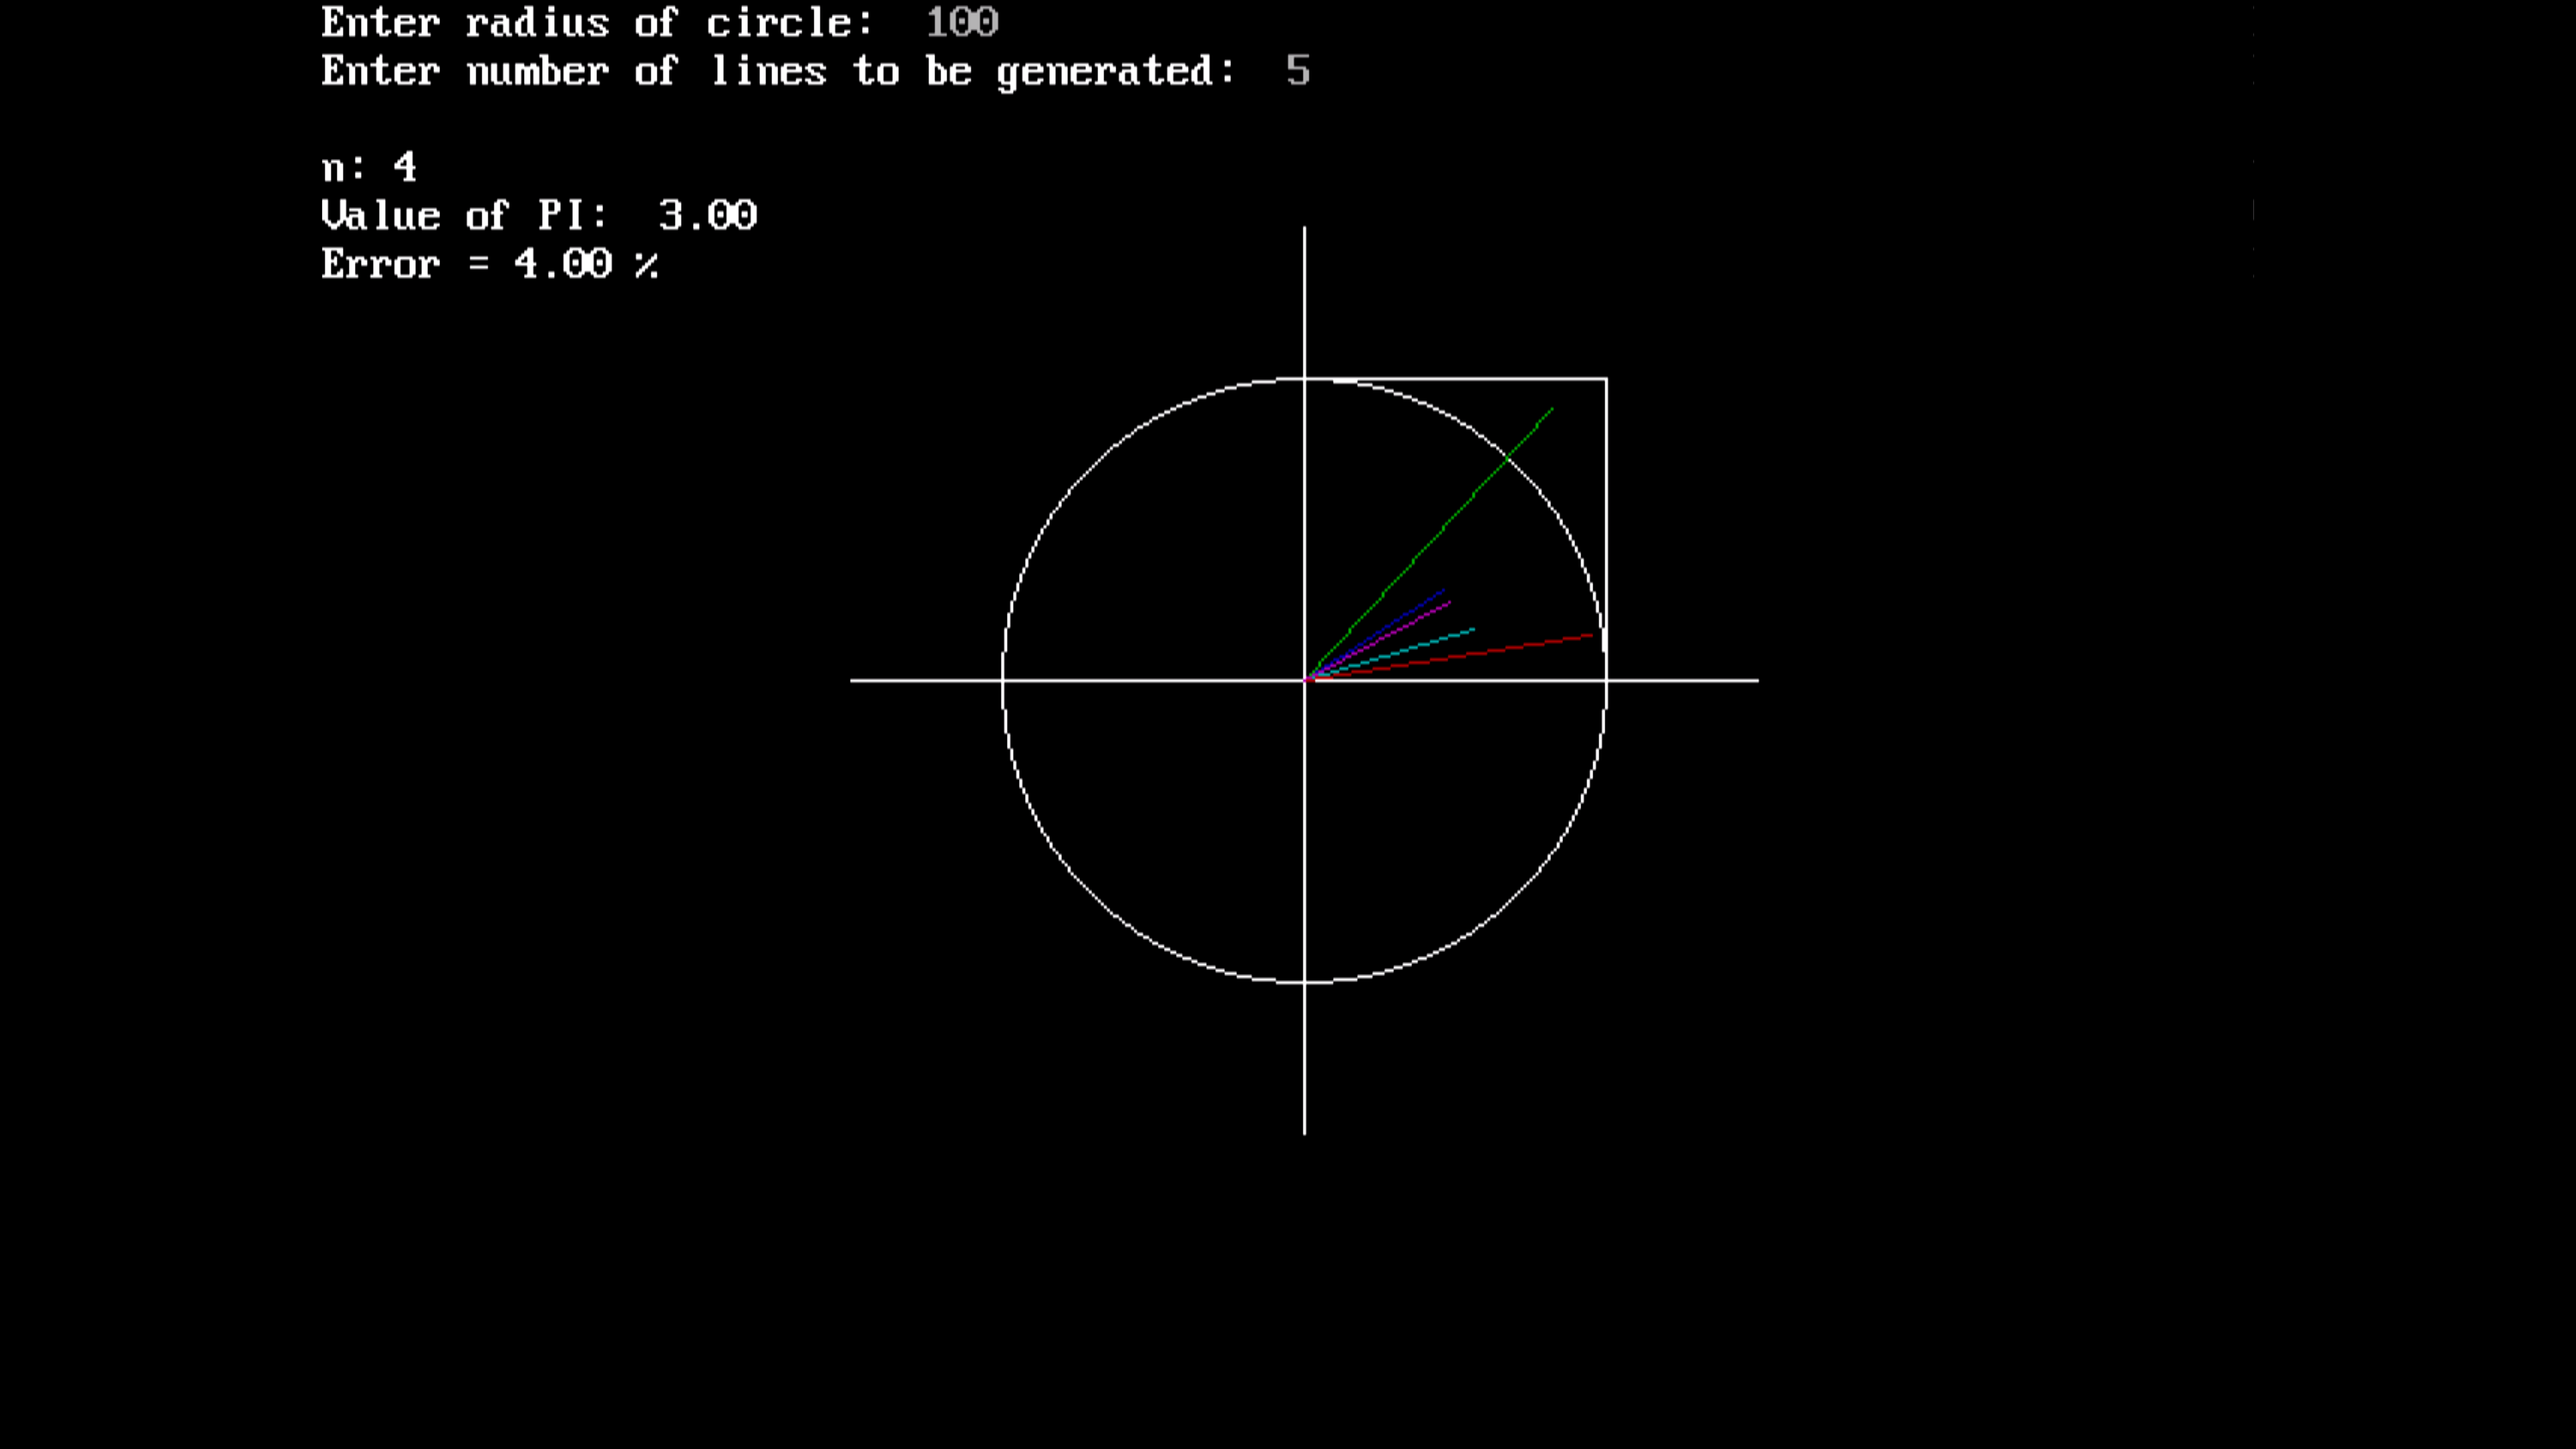 Enter radius of circle:  100
Enter number of lines to be generated:  5
n: 4
Value of PI:  3.00
Error = 4.00 %